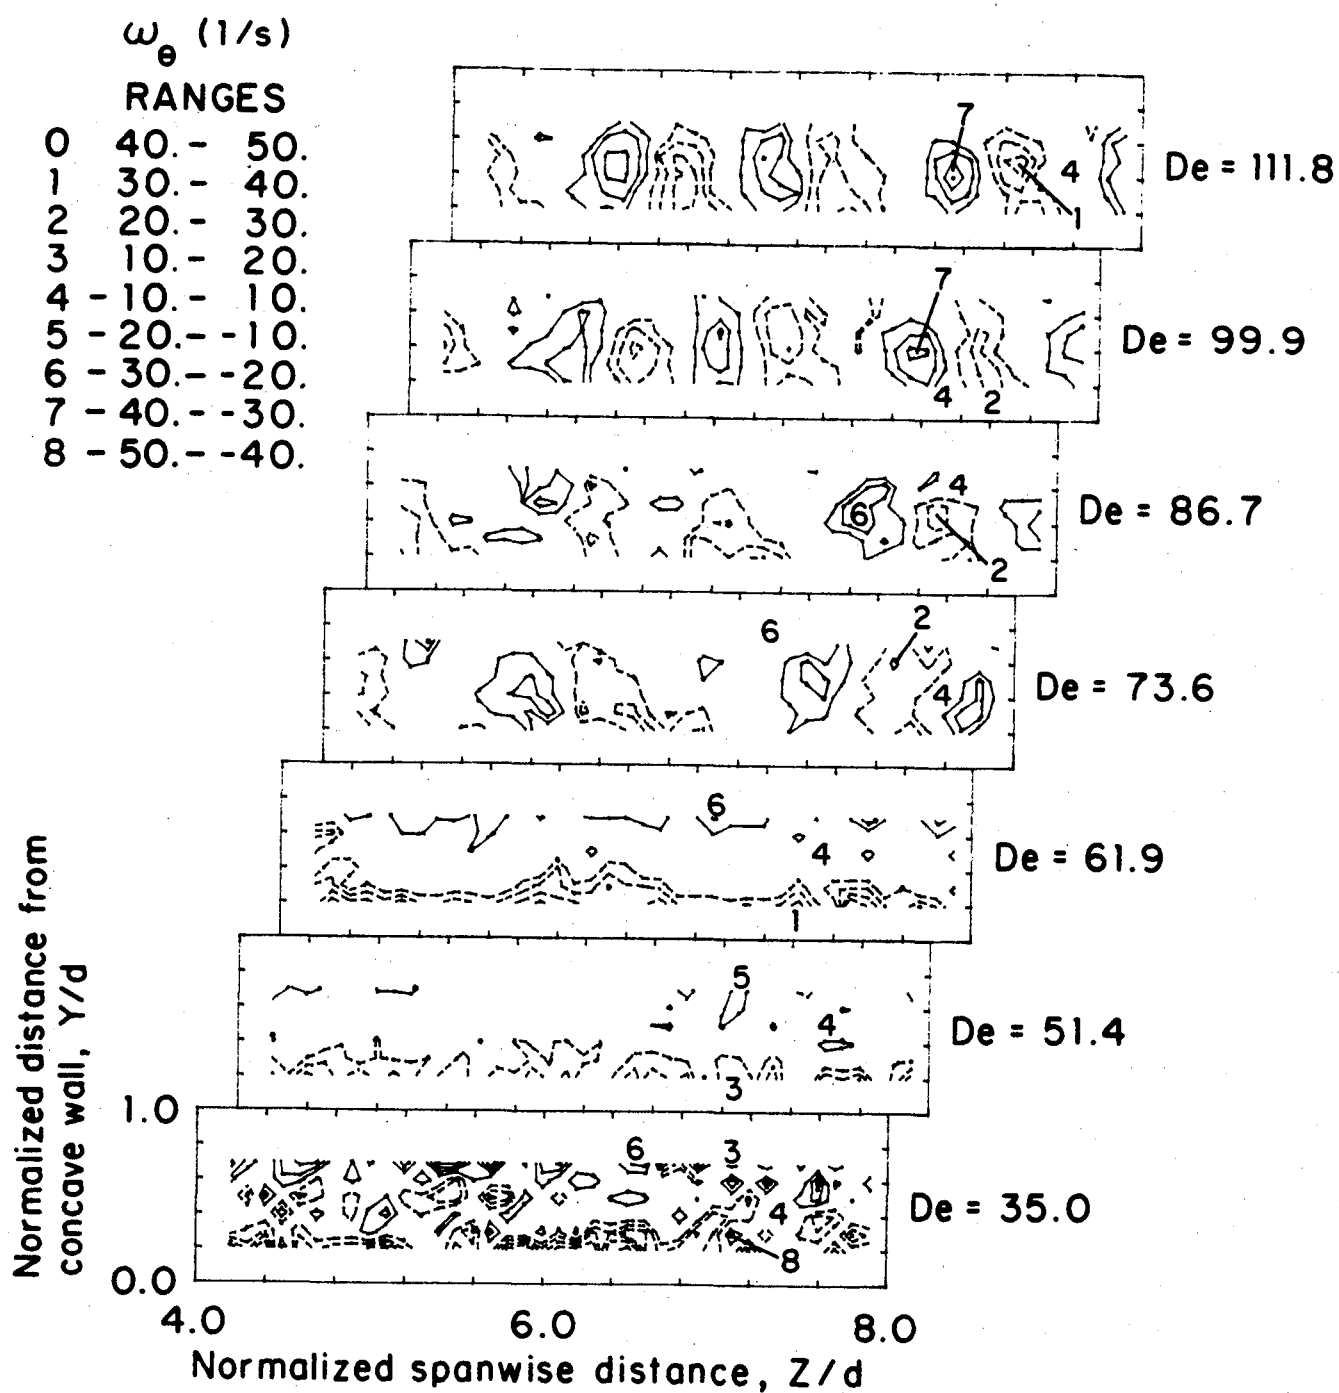 ωθ (1/s)
RANGES
0 40.- 50.
1 30.- 40.
2 20.- 30.
3 10.- 20.
4 -10.- 10.
5 -20.--10.
6 -30.--20.
7 -40.--30.
8 -50.--40.
7
4
1
De = 111.8
7
4 2
De = 99.9
4
6
2
De = 86.7
6
2
4
De = 73.6
6
4
1
De = 61.9
5
4
3
De = 51.4
6 3
4
8
De = 35.0
Normalized distance from
concave wall, Y/d
1.0
0.0
4.0 6.0 8.0
Normalized spanwise distance, Z/d